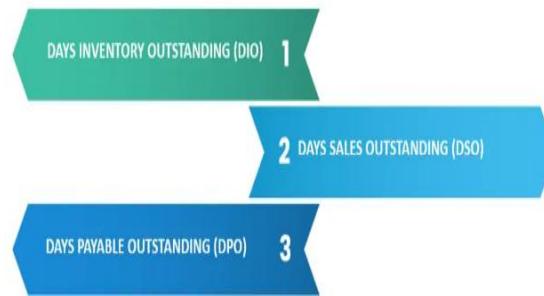 DAYS INVENTORY OUTSTANDING (DIO) 1
2 DAYS SALES OUTSTANDING (DSO)
DAYS PAYABLE OUTSTANDING (DPO) 3